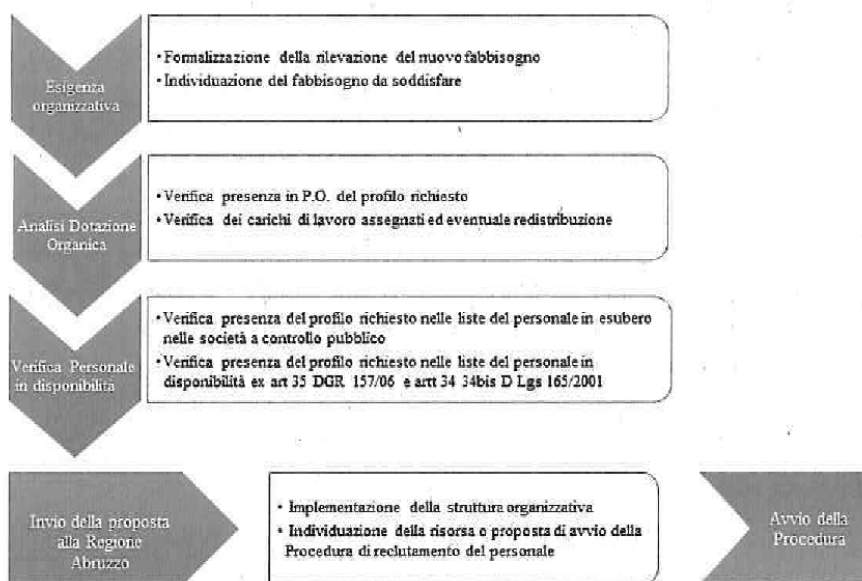 Esigenza
organizzativa
• Formalizzazione della rilevazione del nuovo fabbisogno
• Individuazione del fabbisogno da soddisfare
Analisi Dotazione
Organica
• Verifica presenza in P.O. del profilo richiesto
• Verifica dei carichi di lavoro assegnati ed eventuale redistribuzione
Verifica Personale
in disponibilità
• Verifica presenza del profilo richiesto nelle liste del personale in esubero
nelle società a controllo pubblico
• Verifica presenza del profilo richiesto nelle liste del personale in
disponibilità ex art 35 DGR 157/06 e artt 34 34bis D Lgs 165/2001
Invio della proposta
alla Regione
Abruzzo
• Implementazione della struttura organizzativa
• Individuazione della risorsa o proposta di avvio della
Procedura di reclutamento del personale
Avvio della
Procedura